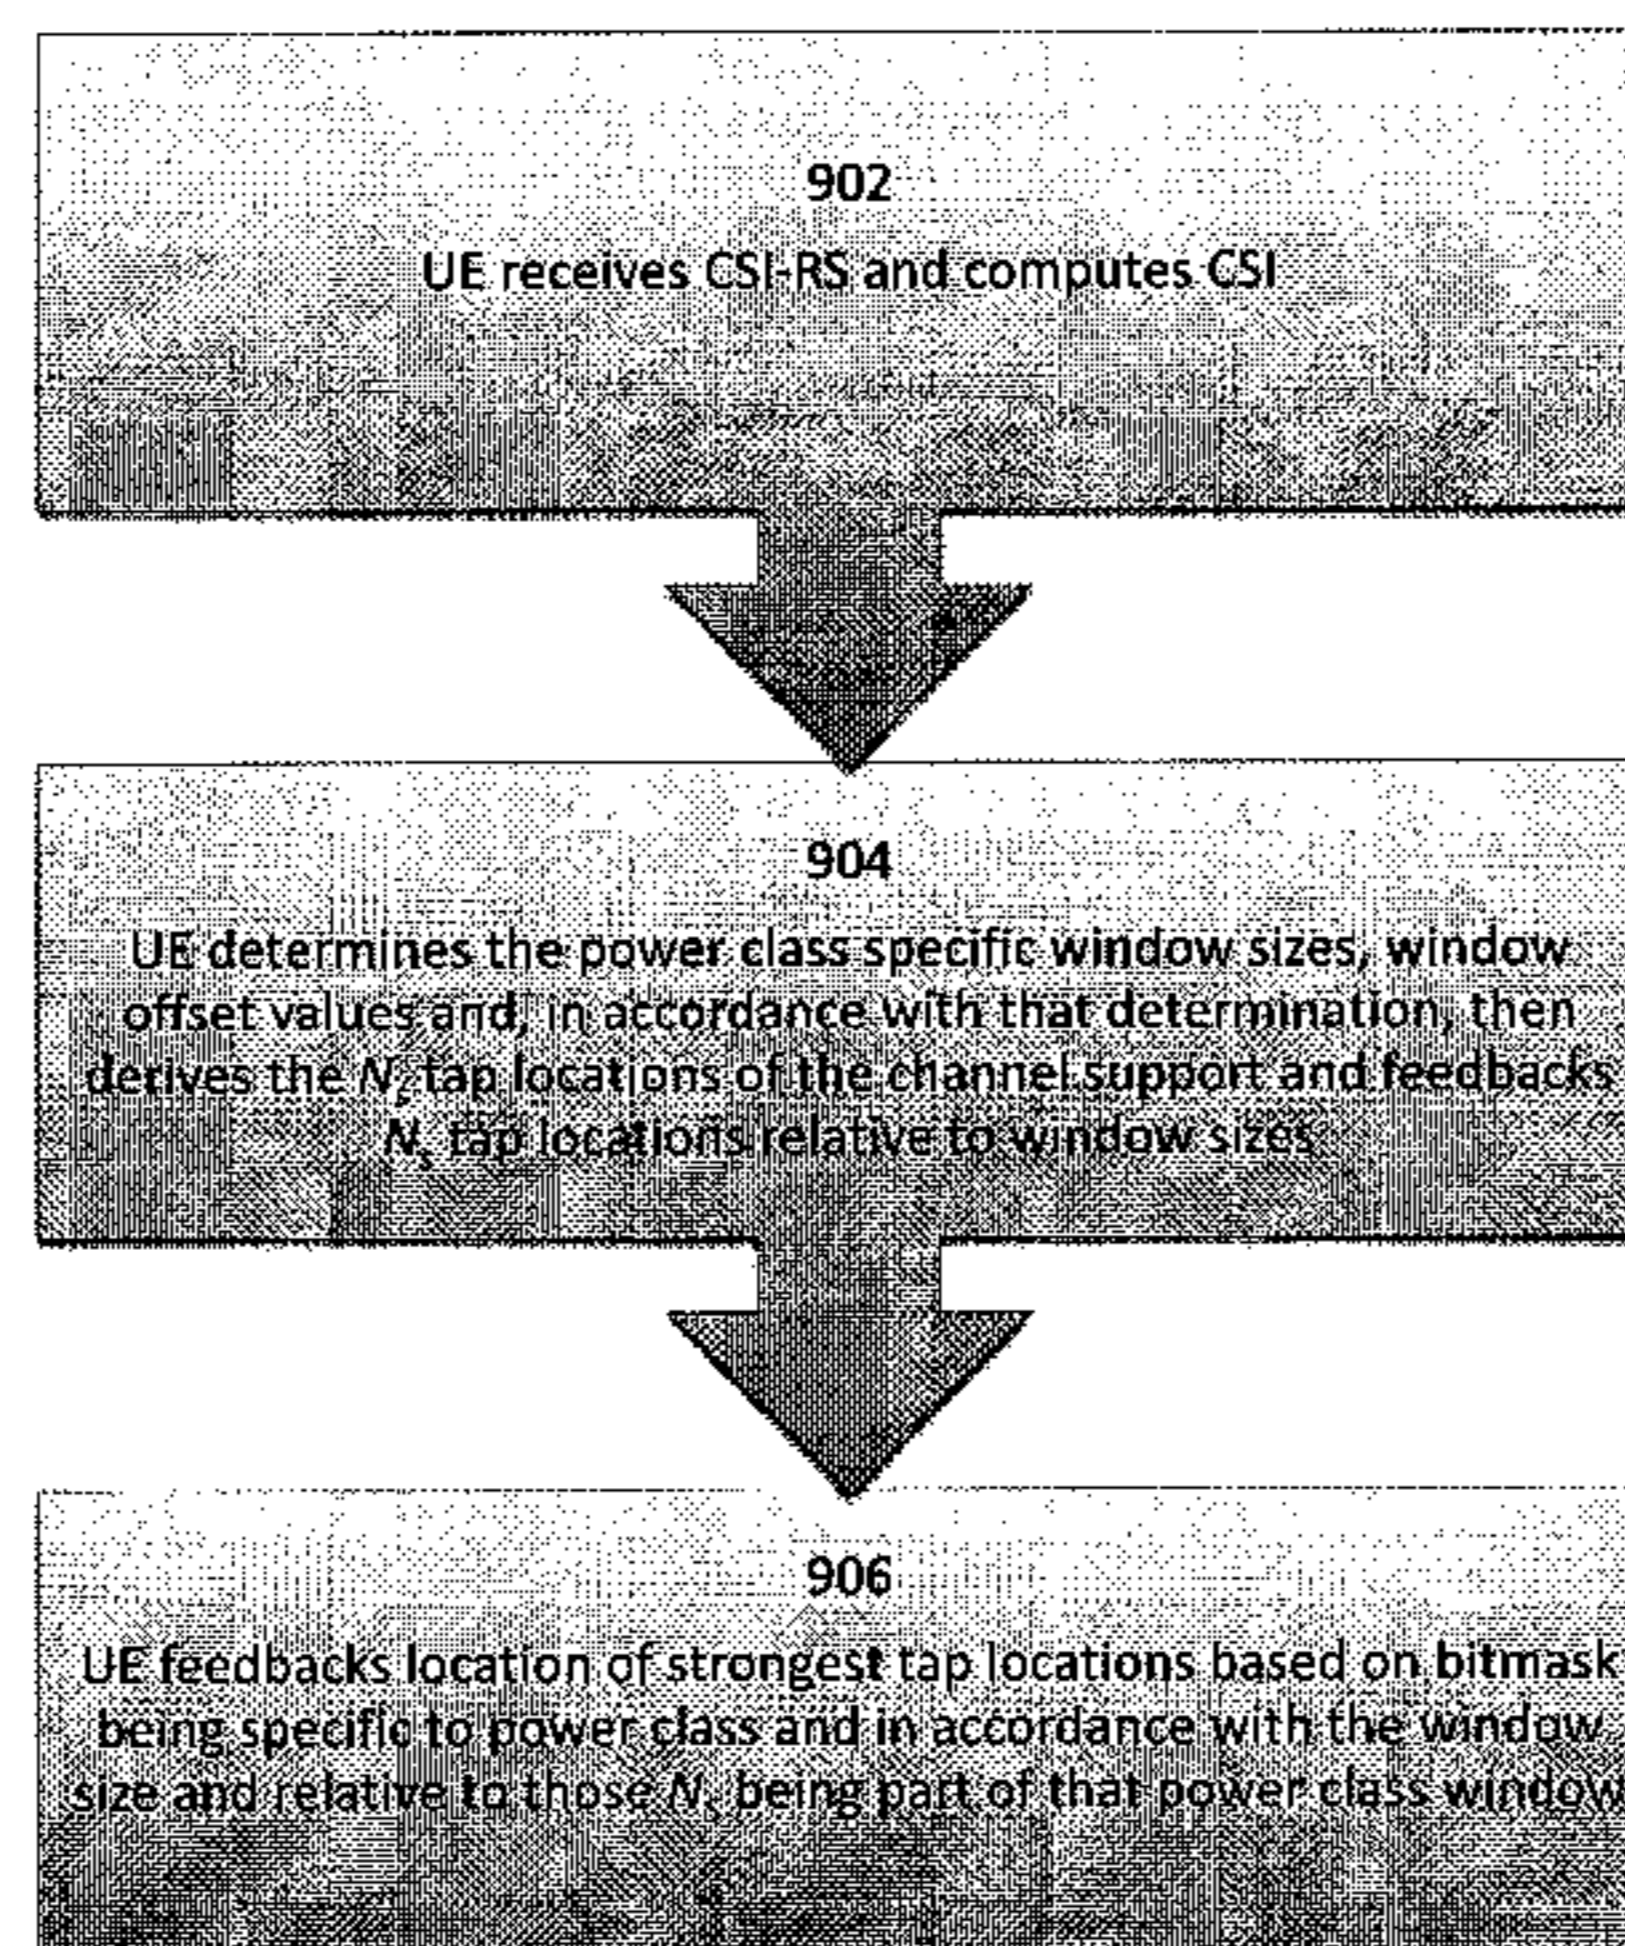 902
UE receives CSI-RS and computes CSI
904
UE determines the power class specific window sizes, window
offset values and, in accordance with that determination, then
derives the Ns tap locations of the channel support and feedbacks
Ns tap locations relative to window sizes
906
UE feedbacks location of strongest tap locations based on bitmask
being specific to power class and in accordance with the window
size and relative to those Ns being part of that power class window